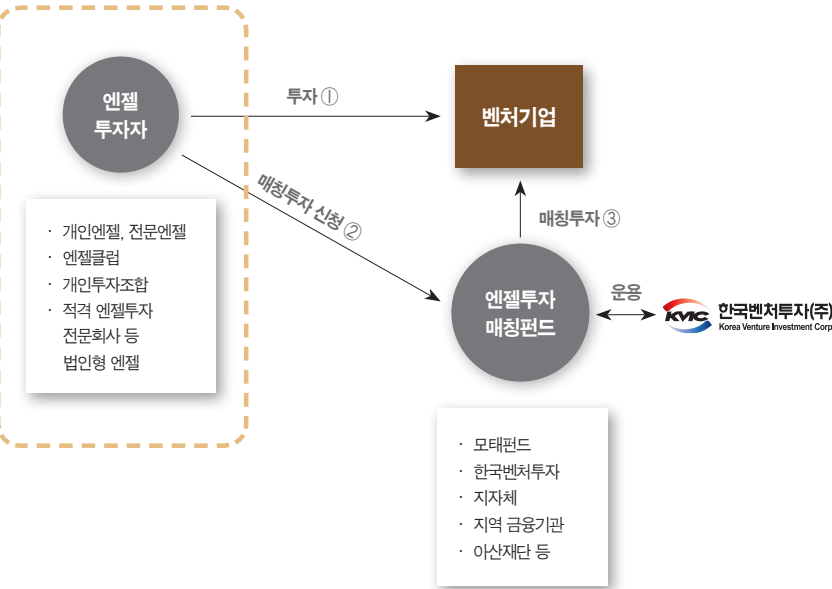 엔젤
투자자
투자 ①
벤처기업
매칭투자 신청 ②
· 개인엔젤, 전문엔젤
· 엔젤클럽
· 개인투자조합
· 적격 엔젤투자
전문회사 등
법인형 엔젤
매칭투자 ③
엔젤투자
매칭펀드
운용
KVIC 한국벤처투자(주)
Korea Venture Investment Corp
· 모태펀드
· 한국벤처투자
· 지자체
· 지역 금융기관
· 아산재단 등